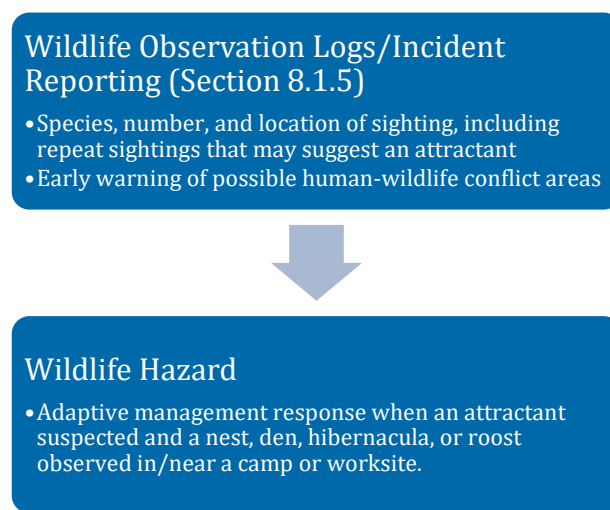 Wildlife Observation Logs/Incident
Reporting (Section 8.1.5)
•Species, number, and location of sighting, including
repeat sightings that may suggest an attractant
•Early warning of possible human-wildlife conflict areas
Wildlife Hazard
•Adaptive management response when an attractant
suspected and a nest, den, hibernacula, or roost
observed in/near a camp or worksite.